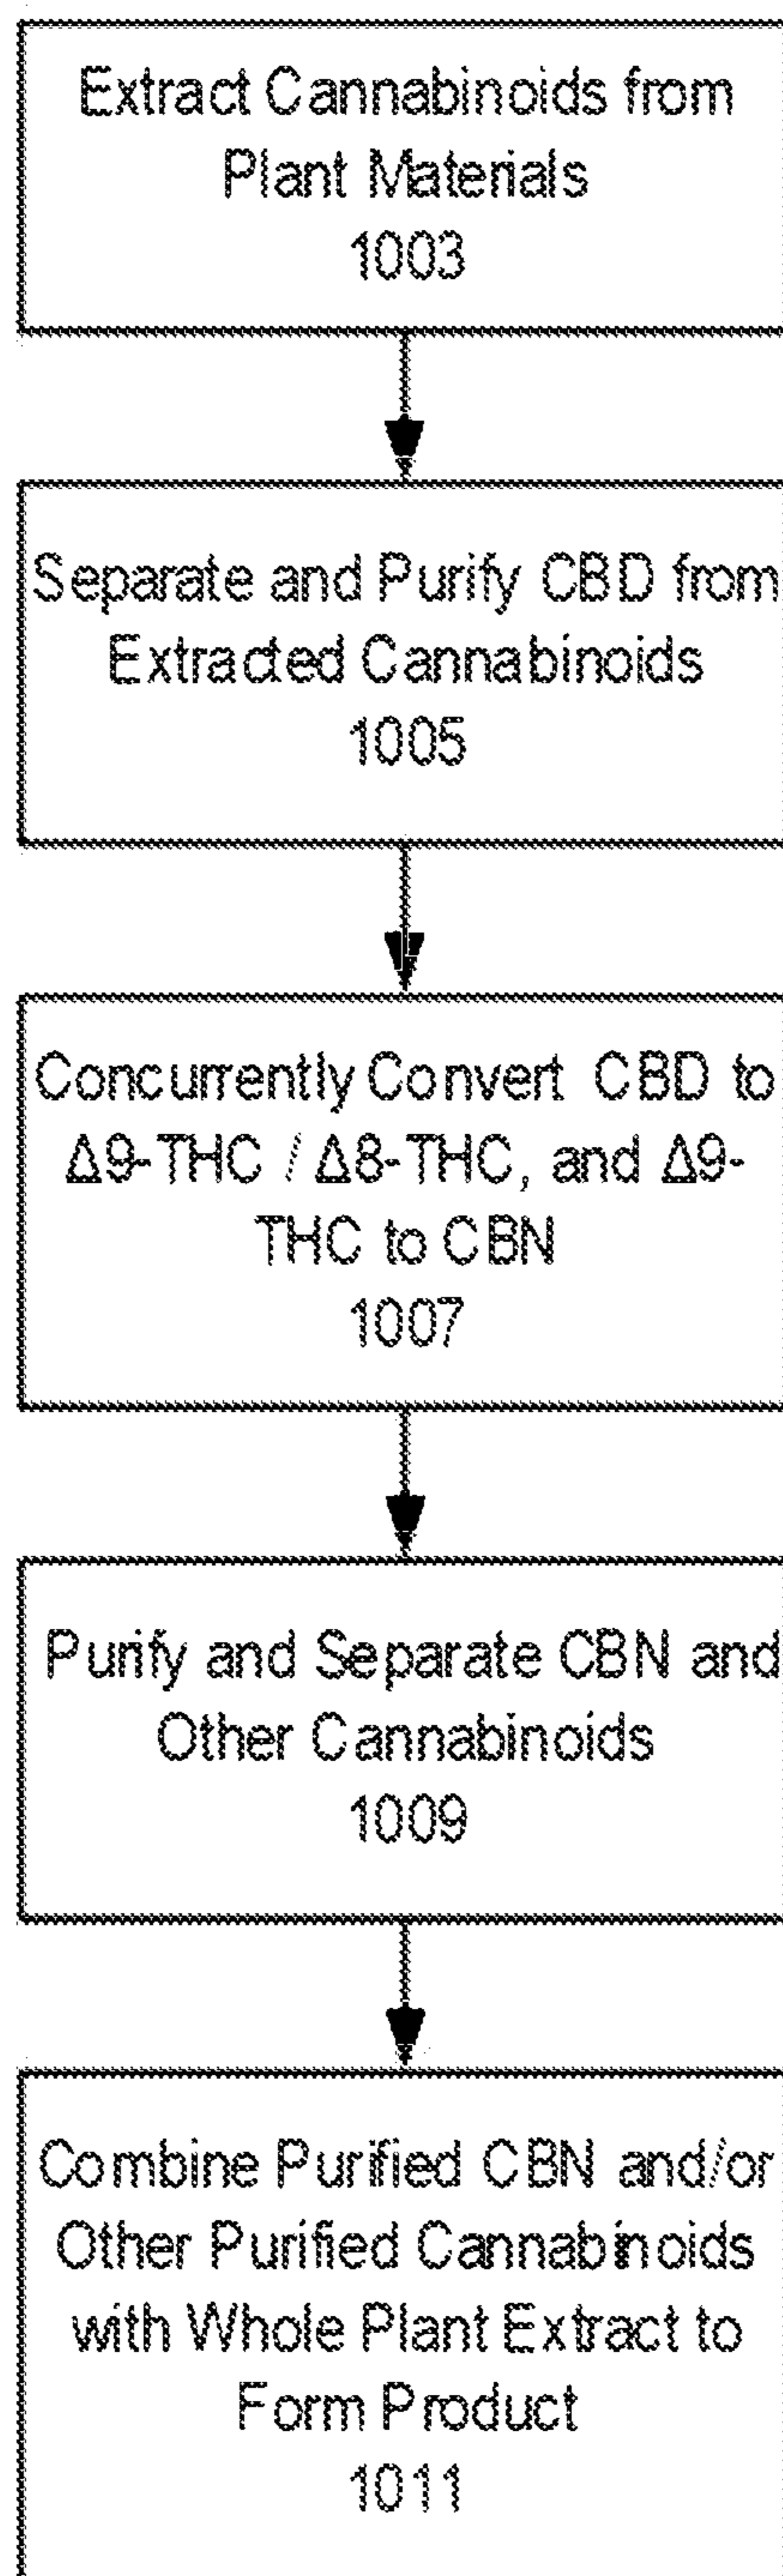 Extract Cannabinoids from
Plant Materials
1003
Separate and Purify CBD from
Extracted Cannabinoids
1005
Concurrently Convert CBD to
Δ9-THC / Δ8-THC, and Δ9-
THC to CBN
1007
Purify and Separate CBN and
Other Cannabinoids
1009
Combine Purified CBN and/or
Other Purified Cannabinoids
with Whole Plant Extract to
Form Product
1011